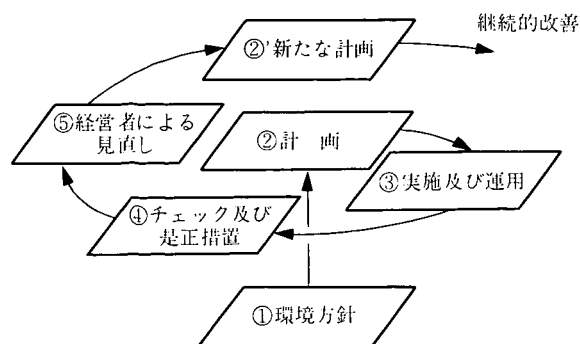 継続的改善
②'新たな計画
⑤経営者による
見直し
②計　画
③実施及び運用
④チェック及び
是正措置
①環境方針